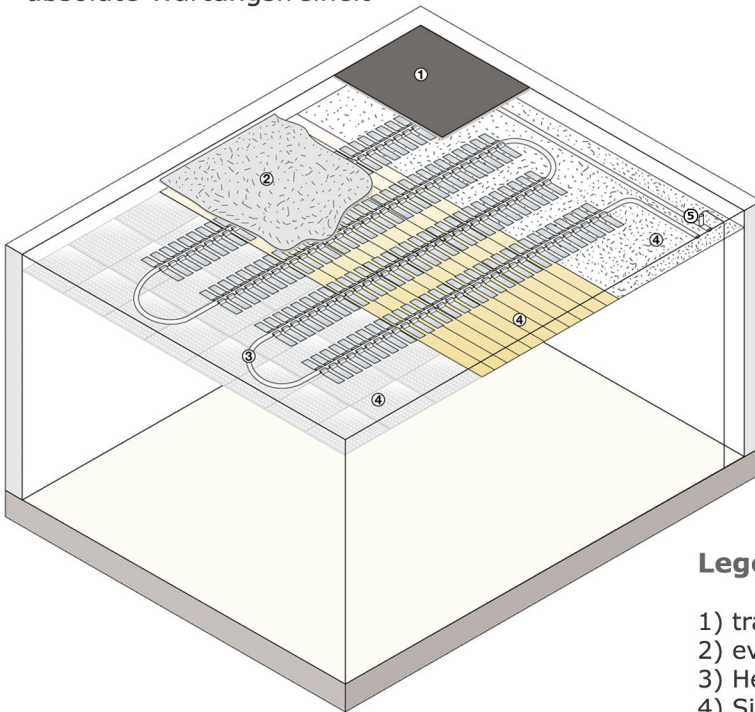 absolute Wartungsfreiheit
①
②
⑤
④
④
③
④
Lege
1) tra
2) ev
3) He
4) Si